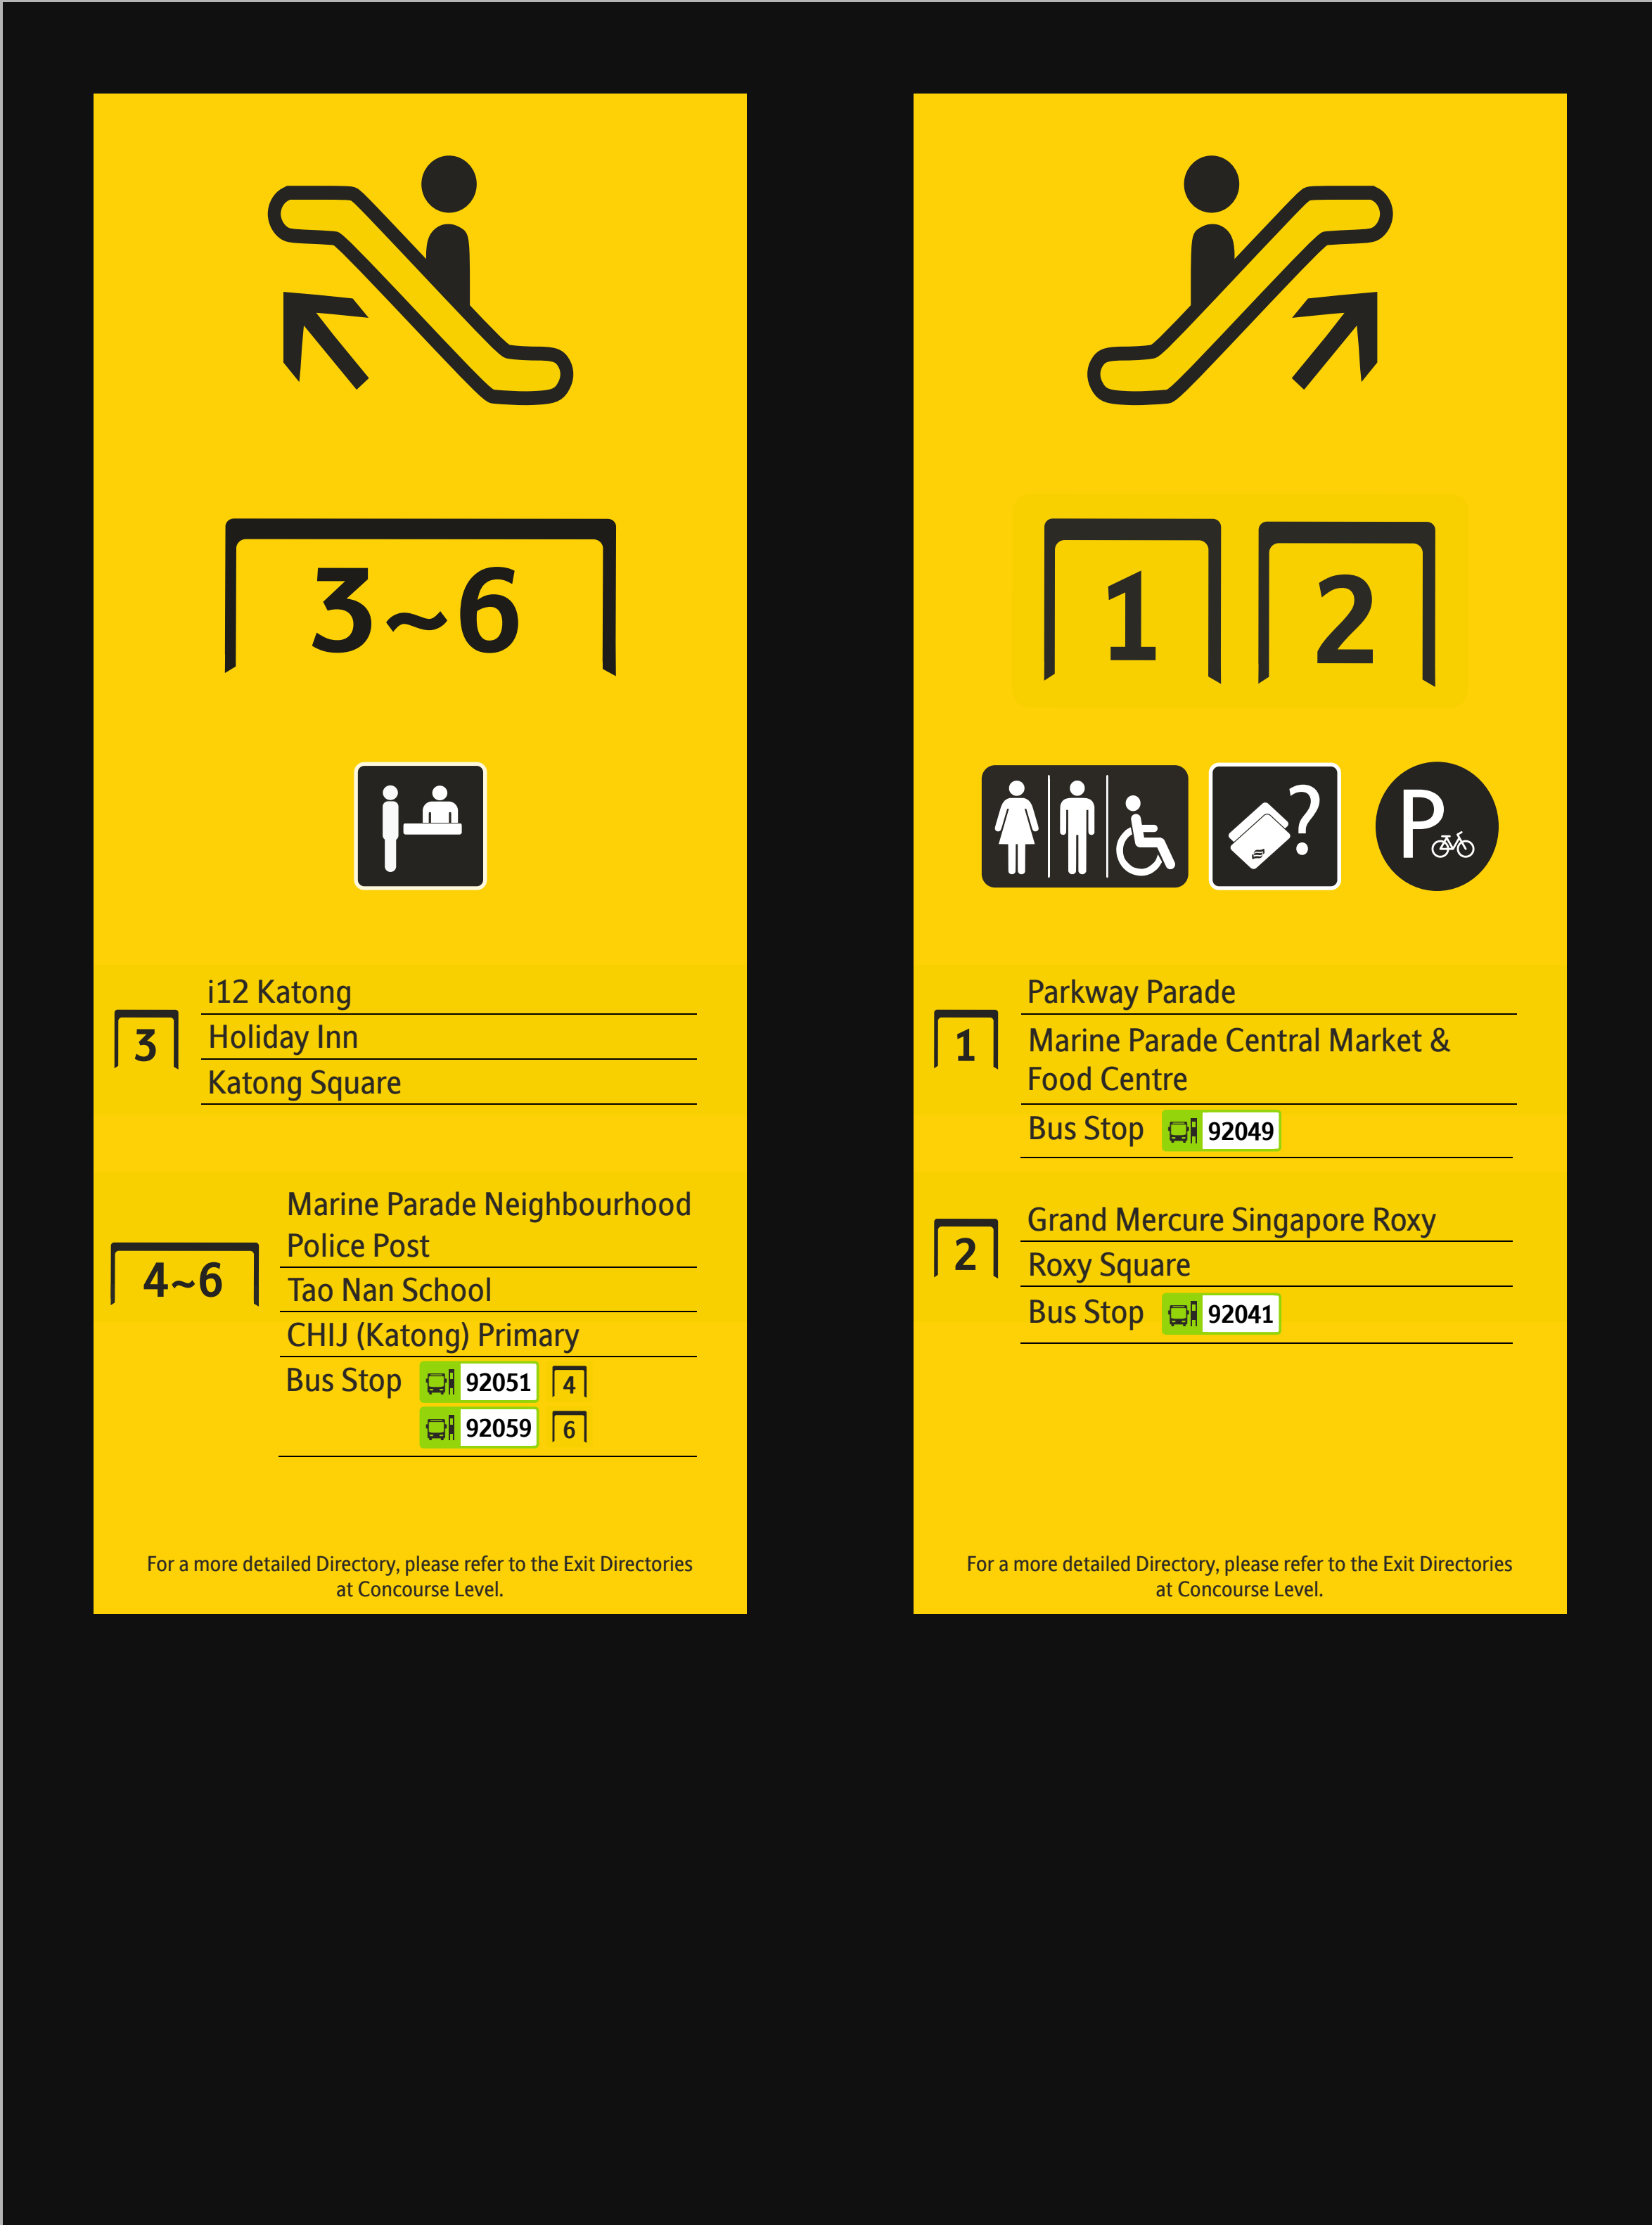 3~6
3
i12 Katong
Holiday Inn
Katong Square
4~6
Marine Parade Neighbourhood
Police Post
Tao Nan School
CHIJ (Katong) Primary
Bus Stop 92051 4
92059 6
For a more detailed Directory, please refer to the Exit Directories
at Concourse Level.
1 2
?
P
1
Parkway Parade
Marine Parade Central Market &
Food Centre
Bus Stop 92049
2
Grand Mercure Singapore Roxy
Roxy Square
Bus Stop 92041
For a more detailed Directory, please refer to the Exit Directories
at Concourse Level.